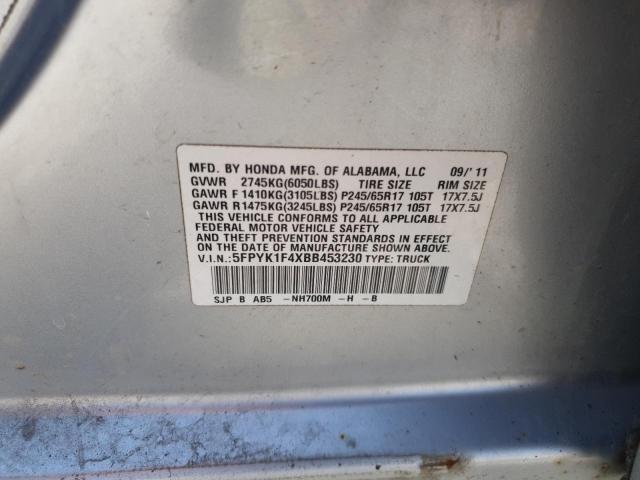 MFD. BY HONDA MFG. OF ALABAMA, LLC 09/'11
GVWR 2745KG(6050LBS) TIRE SIZE RIM SIZE
GAWR F1410KG(3105LBS) P245/65R17 105T 17X7.5J
GAWR R1475KG(3245LBS) P245/65R17 105T 17X7.5J
THIS VEHICLE CONFORMS TO ALL APPLICABLE
FEDERAL MOTOR VEHICLE SAFETY
AND THEFT PREVENTION STANDARDS IN EFFECT
ON THE DATE OF MANUFACTURE SHOWN ABOVE.
V.I.N.:5FPYK1F4XBB453230 TYPE: TRUCK
SJP B AB5 -NH700M -H -B